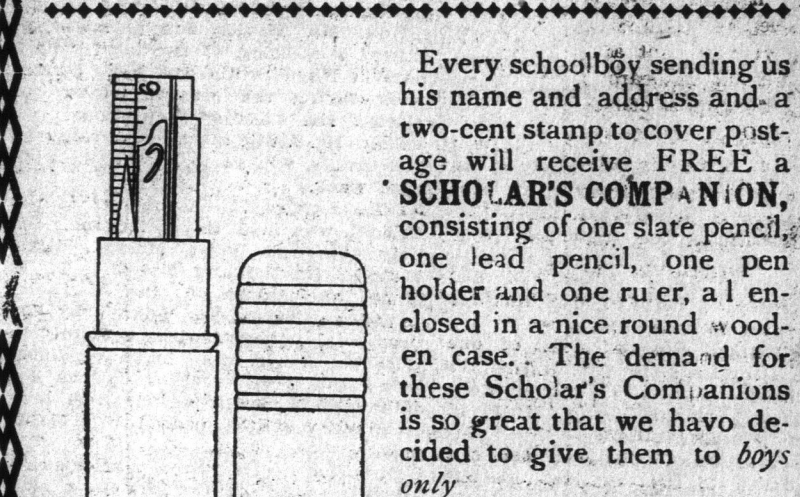 Every schoolboy sending us
his name and address and a
two-cent stamp to cover post-
age will receive FREE a
SCHOLAR'S COMPANION,
consisting of one slate pencil,
one lead pencil, one pen
holder and one ruler, all en-
closed in a nice round wood-
en case. The demand for
these Scholar's Companions
is so great that we havo de-
cided to give them to boys
only